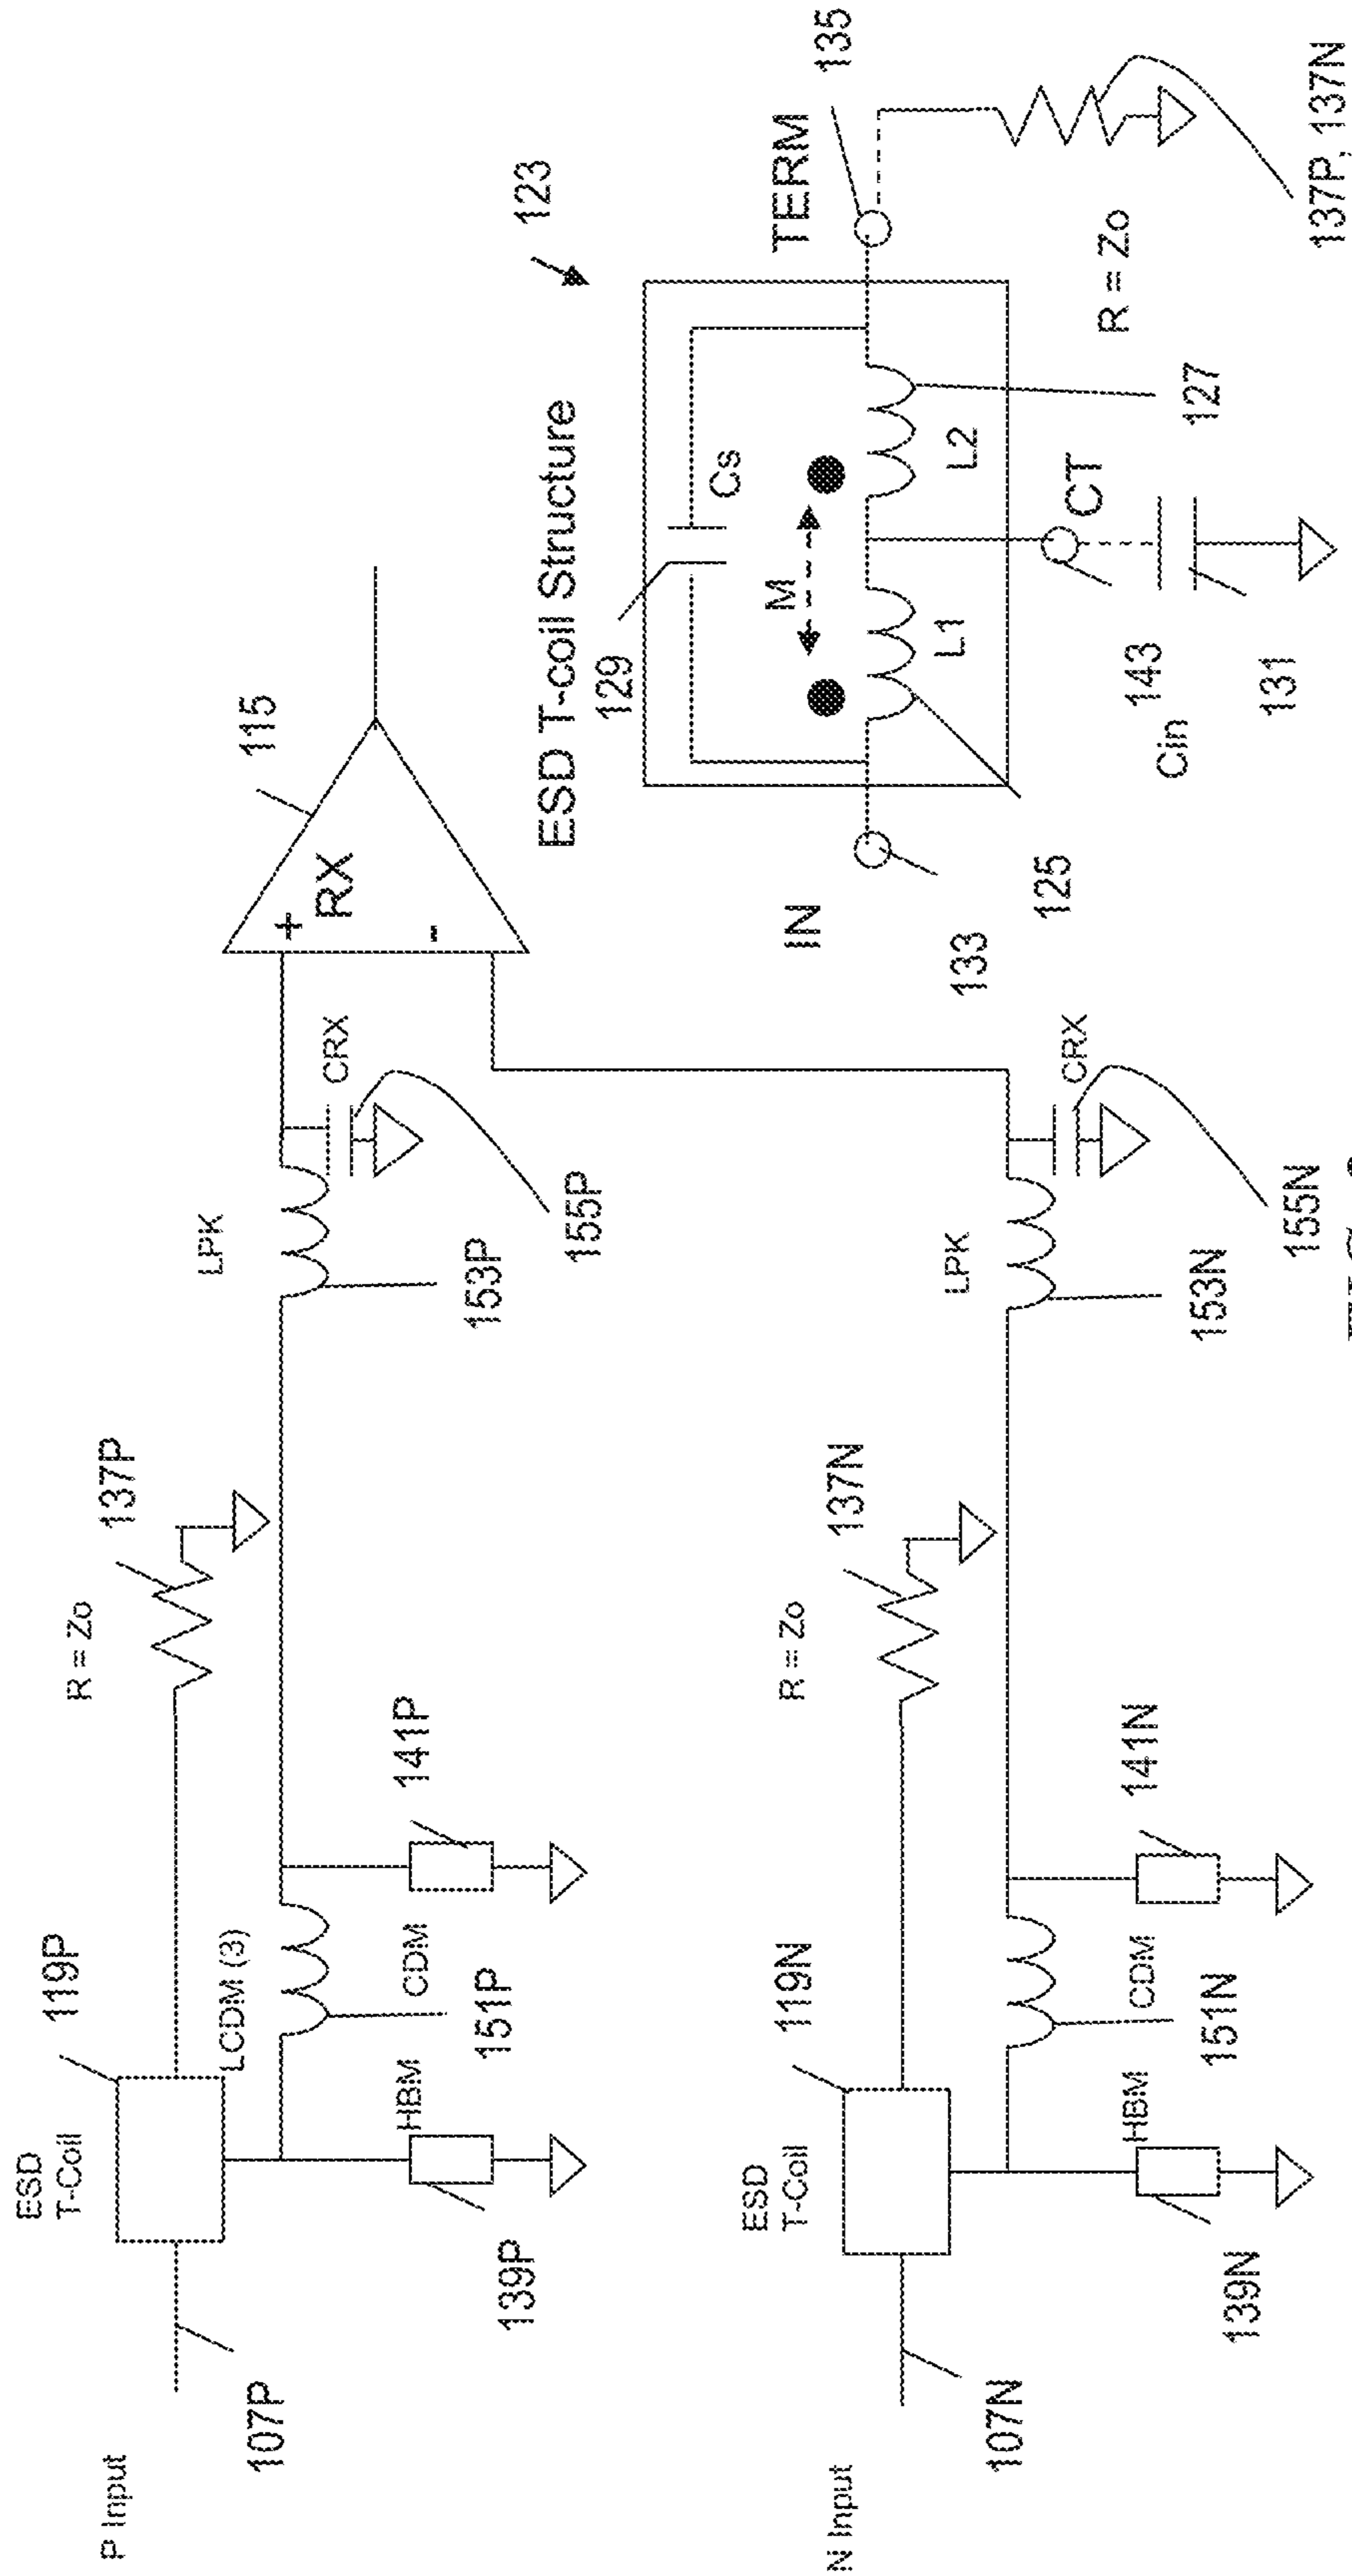 P Input
107P
ESD
T-Coil
119P
139P
HBM
LCDM (3)
151P
CDM
141P
R = Zo
137P
LPK
153P
CRX
155P
+
RX
-
115
N Input
107N
ESD
T-Coil
119N
139N
HBM
151N
CDM
141N
R = Zo
137N
LPK
153N
CRX
155N
ESD T-coil Structure
123
129
Cs
M
IN
133
125
L1
L2
127
CT
143
Cin
131
TERM
135
R = Zo
137P, 137N